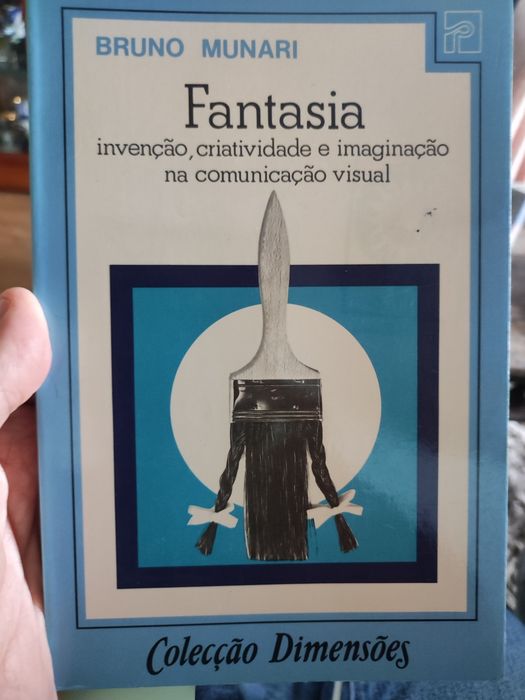 BRUNO MUNARI
Fantasia
invenção, criatividade e imaginação
na comunicação visual
Colecção Dimensões